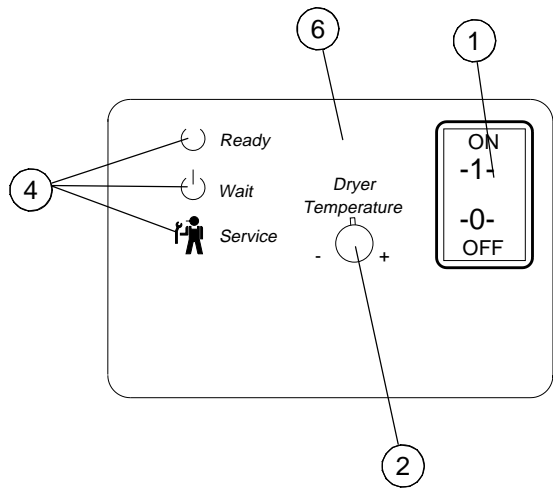 6
1
4
Ready
Wait
Service
Dryer
Temperature
- +
ON
-1-
-0-
OFF
2